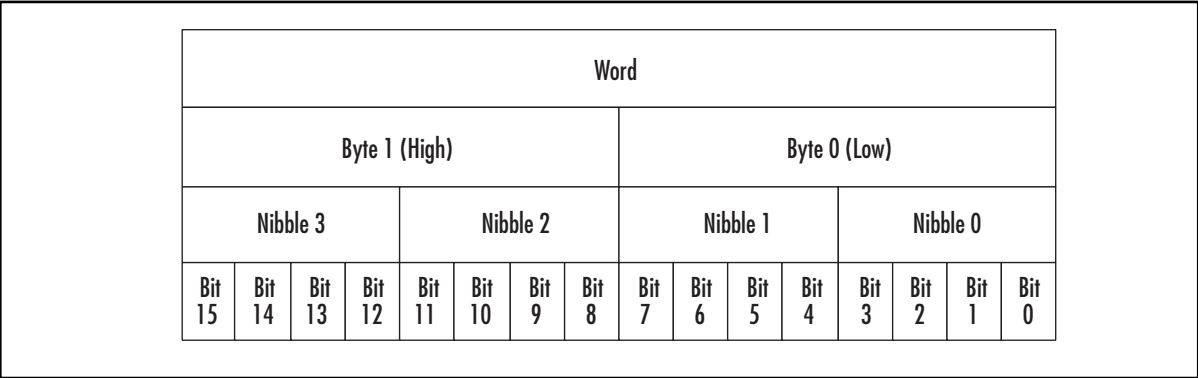 Word
Byte 1 (High) Byte 0 (Low)
Nibble 3 Nibble 2 Nibble 1 Nibble 0
Bit Bit Bit Bit Bit Bit Bit Bit Bit Bit Bit Bit Bit Bit Bit Bit
15 14 13 12 11 10 9 8 7 6 5 4 3 2 1 0